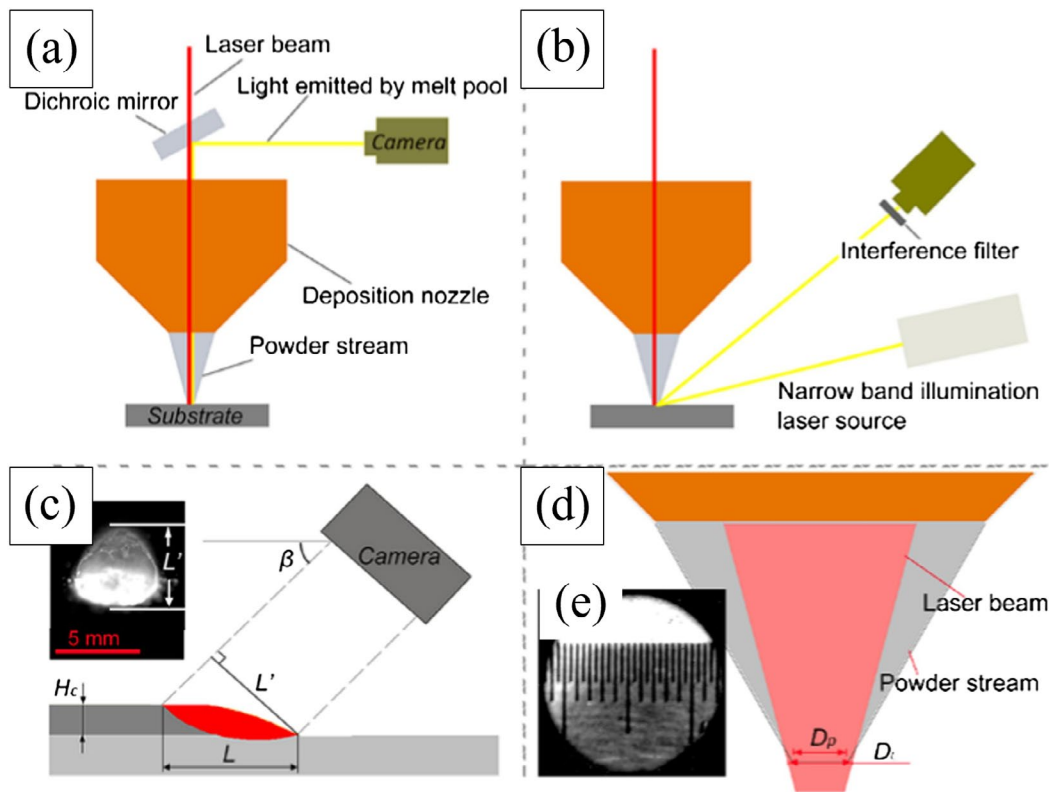 (a)
Laser beam
Light emitted by melt pool
Dichroic mirror
Camera
Deposition nozzle
Powder stream
Substrate
(b)
Interference filter
Narrow band illumination
laser source
(c)
L'
5 mm
β
Camera
L'
Hc
L
(d)
Laser beam
Powder stream
Dp
Dt
(e)